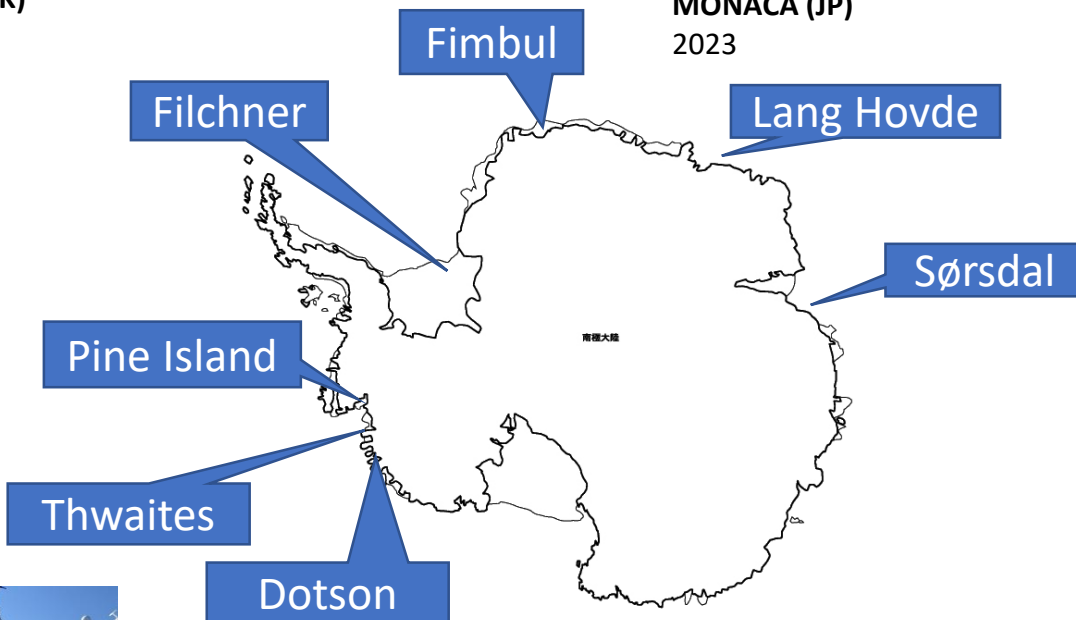 R)
MONACA (JP)
2023
Fimbul
Filchner
Lang Hovde
Sørsdal
南極大陸
Pine Island
Thwaites
Dotson